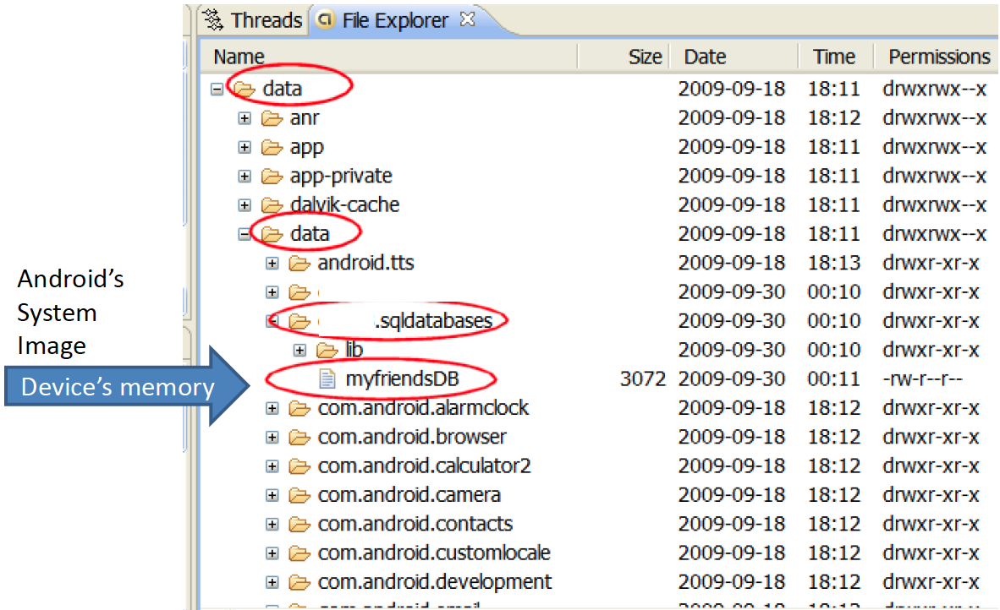 Threads File Explorer
Name Size Date Time Permissions
data 2009-09-18 18:11 drwxrwx--x
anr 2009-09-18 18:12 drwxrwx--x
app 2009-09-18 18:11 drwxrwx--x
app-private 2009-09-18 18:11 drwxrwx--x
dalvik-cache 2009-09-18 18:11 drwxrwx--x
data 2009-09-18 18:11 drwxrwx--x
android.tts 2009-09-18 18:13 drwxr-xr-x
2009-09-30 00:10 drwxr-xr-x
.sqldatabases 2009-09-30 00:10 drwxr-xr-x
lib 2009-09-30 00:10 drwxr-xr-x
myfriendsDB 3072 2009-09-30 00:11 -rw-r--r--
com.android.alarmclock 2009-09-18 18:12 drwxr-xr-x
com.android.browser 2009-09-18 18:12 drwxr-xr-x
com.android.calculator2 2009-09-18 18:12 drwxr-xr-x
com.android.camera 2009-09-18 18:12 drwxr-xr-x
com.android.contacts 2009-09-18 18:12 drwxr-xr-x
com.android.customlocale 2009-09-18 18:12 drwxr-xr-x
com.android.development 2009-09-18 18:12 drwxr-xr-x
Android's
System
Image
Device's memory